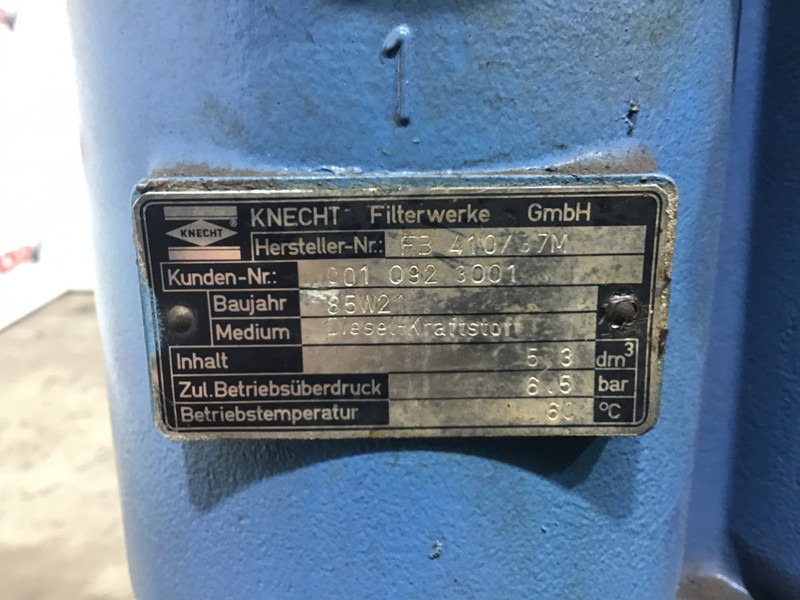 1
KNECHT Filterwerke GmbH
KNECHT ®
Hersteller-Nr.: FB 410/37M
Kunden-Nr.: 001 092 3001
Baujahr 85W21
Medium Diesel-Kraftstoff
Inhalt 5.3 dm³
Zul.Betriebsüberdruck 6.5 bar
Betriebstemperatur 60 °C